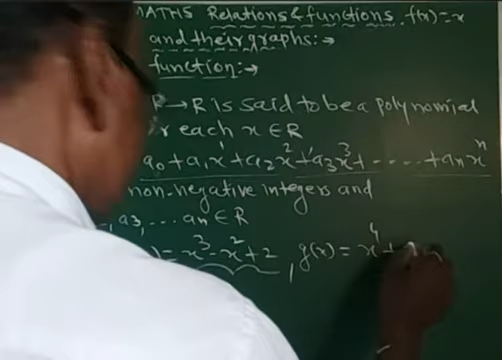 MATHS Relations & functions. f(x) = x
and their graphs:→
function:→
R → R is said to be a polynomial
r each x ∈ R
a₀ + a₁x¹ + a₂x² + a₃x³ + ...... + aₙxⁿ
non-negative integers and
, a₃, ... aₙ ∈ R
) = x³ - x² + 2, g(x) = x⁴ +